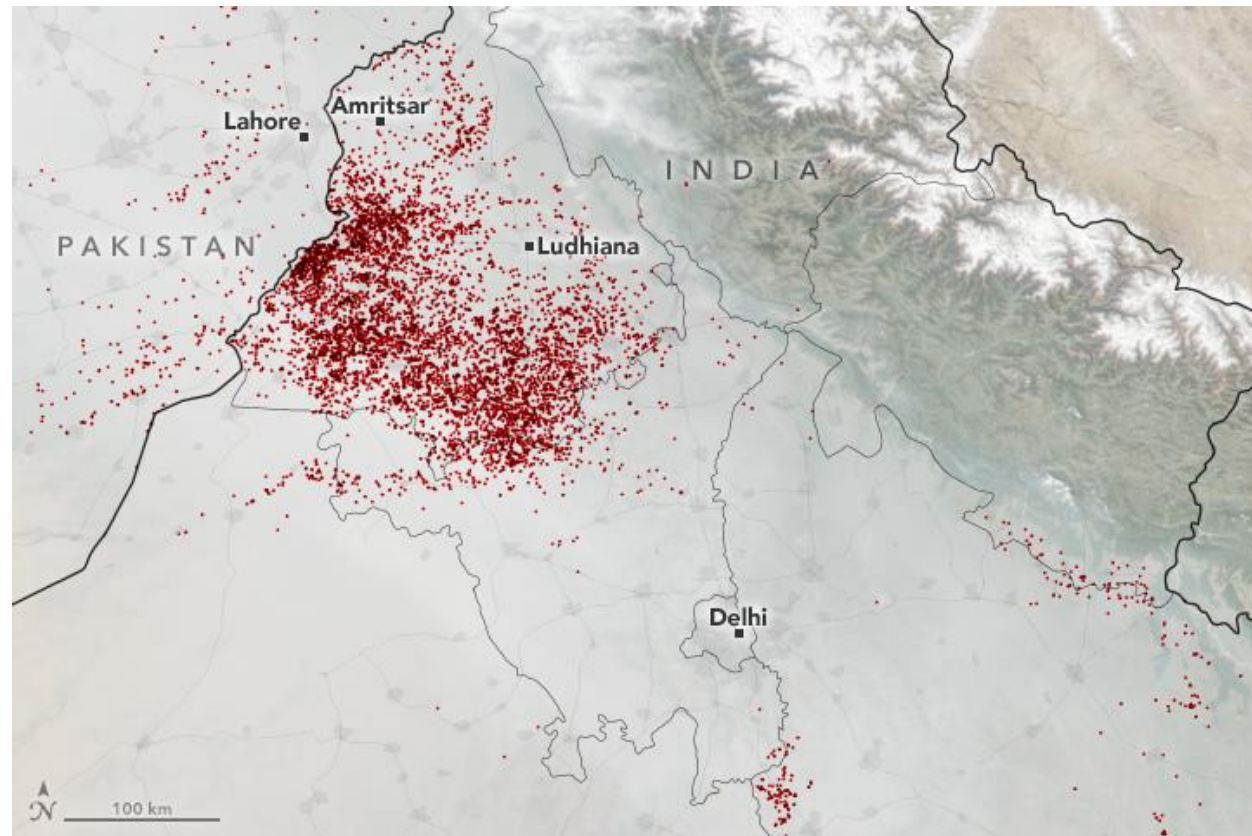 Amritsar
Lahore
INDIA
PAKISTAN
Ludhiana
Delhi
N
100 km